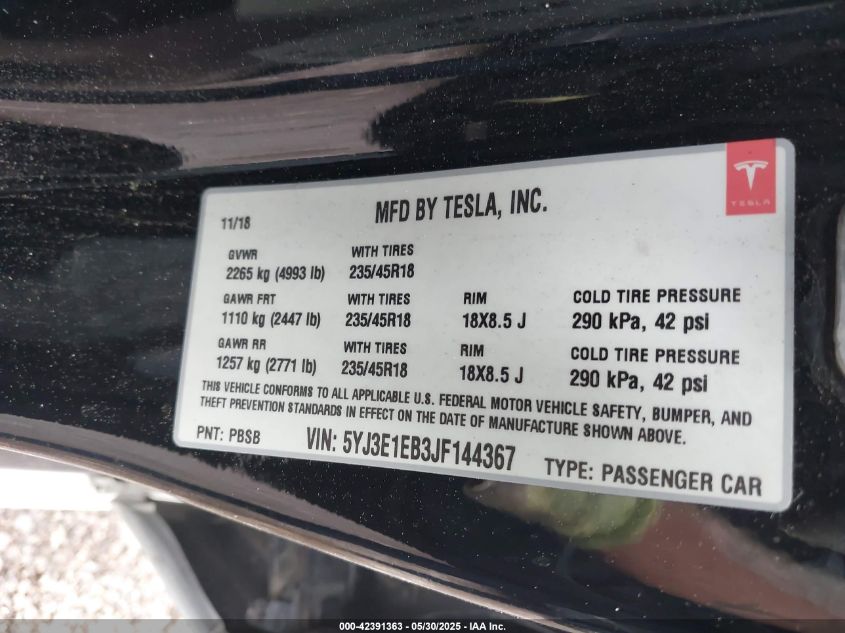 TESLA
MFD BY TESLA, INC.
11/18
GVWR WITH TIRES
2265 kg (4993 lb) 235/45R18
GAWR FRT WITH TIRES RIM COLD TIRE PRESSURE
1110 kg (2447 lb) 235/45R18 18X8.5 J 290 kPa, 42 psi
GAWR RR WITH TIRES RIM COLD TIRE PRESSURE
1257 kg (2771 lb) 235/45R18 18X8.5 J 290 kPa, 42 psi
THIS VEHICLE CONFORMS TO ALL APPLICABLE U.S. FEDERAL MOTOR VEHICLE SAFETY, BUMPER, AND
THEFT PREVENTION STANDARDS IN EFFECT ON THE DATE OF MANUFACTURE SHOWN ABOVE.
PNT: PBSB VIN: 5YJ3E1EB3JF144367 TYPE: PASSENGER CAR
000-42391363 — 05/30/2025 — IAA Inc.